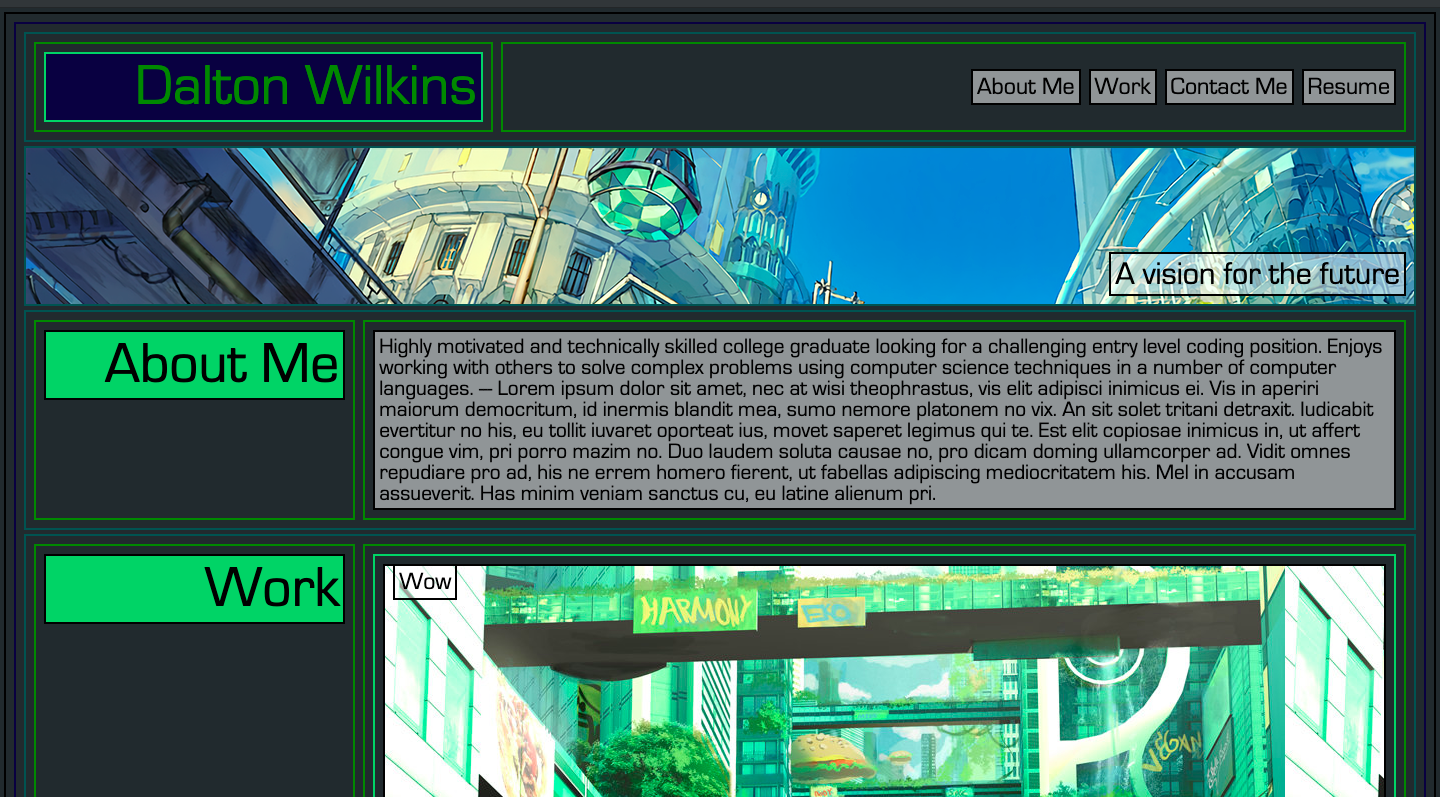 Dalton Wilkins
About Me Work Contact Me Resume
A vision for the future
About Me
Highly motivated and technically skilled college graduate looking for a challenging entry level coding position. Enjoys
working with others to solve complex problems using computer science techniques in a number of computer
languages. — Lorem ipsum dolor sit amet, nec at wisi theophrastus, vis elit adipisci inimicus ei. Vis in aperiri
maiorum democritum, id inermis blandit mea, sumo nemore platonem no vix. An sit solet tritani detraxit. Iudicabit
evertitur no his, eu tollit iuvaret oporteat ius, movet saperet legimus qui te. Est elit copiosae inimicus in, ut affert
congue vim, pri porro mazim no. Duo laudem soluta causae no, pro dicam doming ullamcorper ad. Vidit omnes
repudiare pro ad, his ne errem homero fierent, ut fabellas adipiscing mediocritatem his. Mel in accusam
assueverit. Has minim veniam sanctus cu, eu latine alienum pri.
Work
Wow
HARMONY
VEGAN